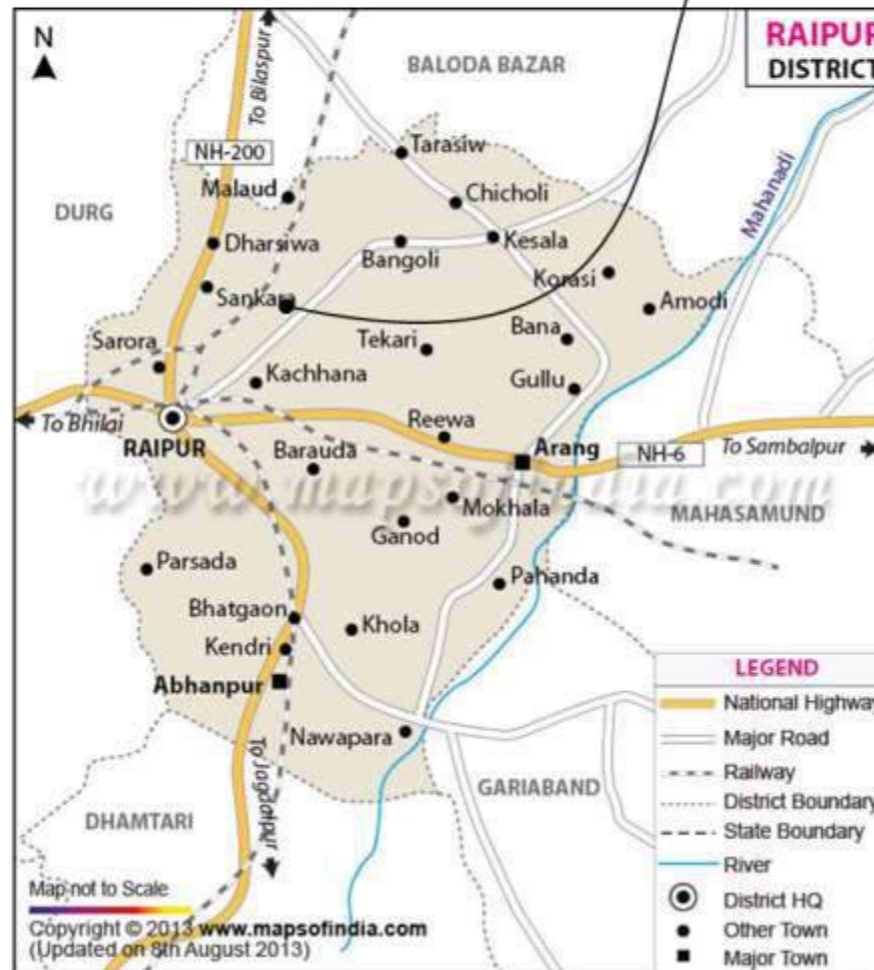 N
RAIPUR
DISTRICT
To Bilaspur
BALODA BAZAR
NH-200
Tarasiw
Malaud
Chicholi
Mahanadi
DURG
Dharsiwa
Bangoli
Kesala
Korasi
Sankara
Amodi
Sarora
Tekari
Bana
Kachhana
Gullu
To Bhilai
Reewa
RAIPUR
Barauda
Arang
NH-6
To Sambalpur
www.mapsofindia.com
Mokhala
MAHASAMUND
Ganod
Parsada
Pahanda
Bhatgaon
Khola
Kendri
Abhanpur
Nawapara
To Jagdalpur
GARIABAND
DHAMTARI
LEGEND
National Highway
Major Road
Railway
District Boundary
State Boundary
River
District HQ
Other Town
Major Town
Map not to Scale
Copyright © 2013 www.mapsofindia.com
(Updated on 8th August 2013)